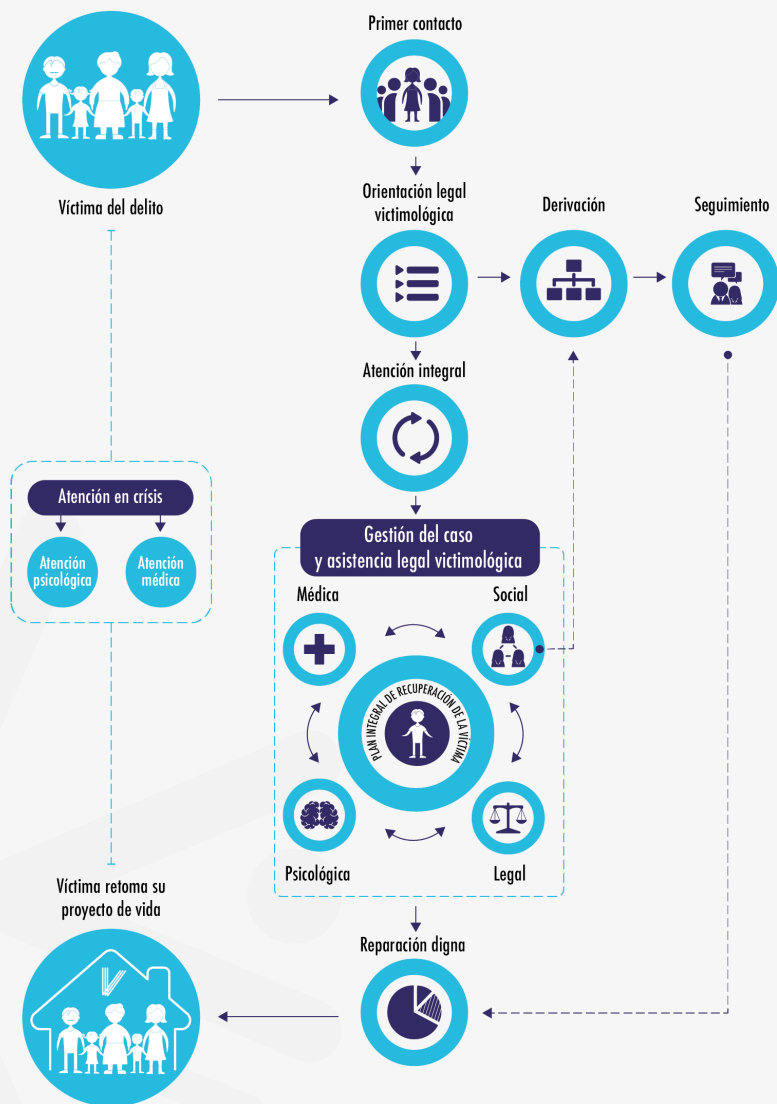 Primer contacto
Víctima del delito
Orientación legal
victimológica
Derivación
Seguimiento
Atención integral
Atención en crísis
Atención
psicológica
Atención
médica
Gestión del caso
y asistencia legal victimológica
Médica
Social
PLAN INTEGRAL DE RECUPERACIÓN DE LA VÍCTIMA
Psicológica
Legal
Víctima retoma su
proyecto de vida
Reparación digna